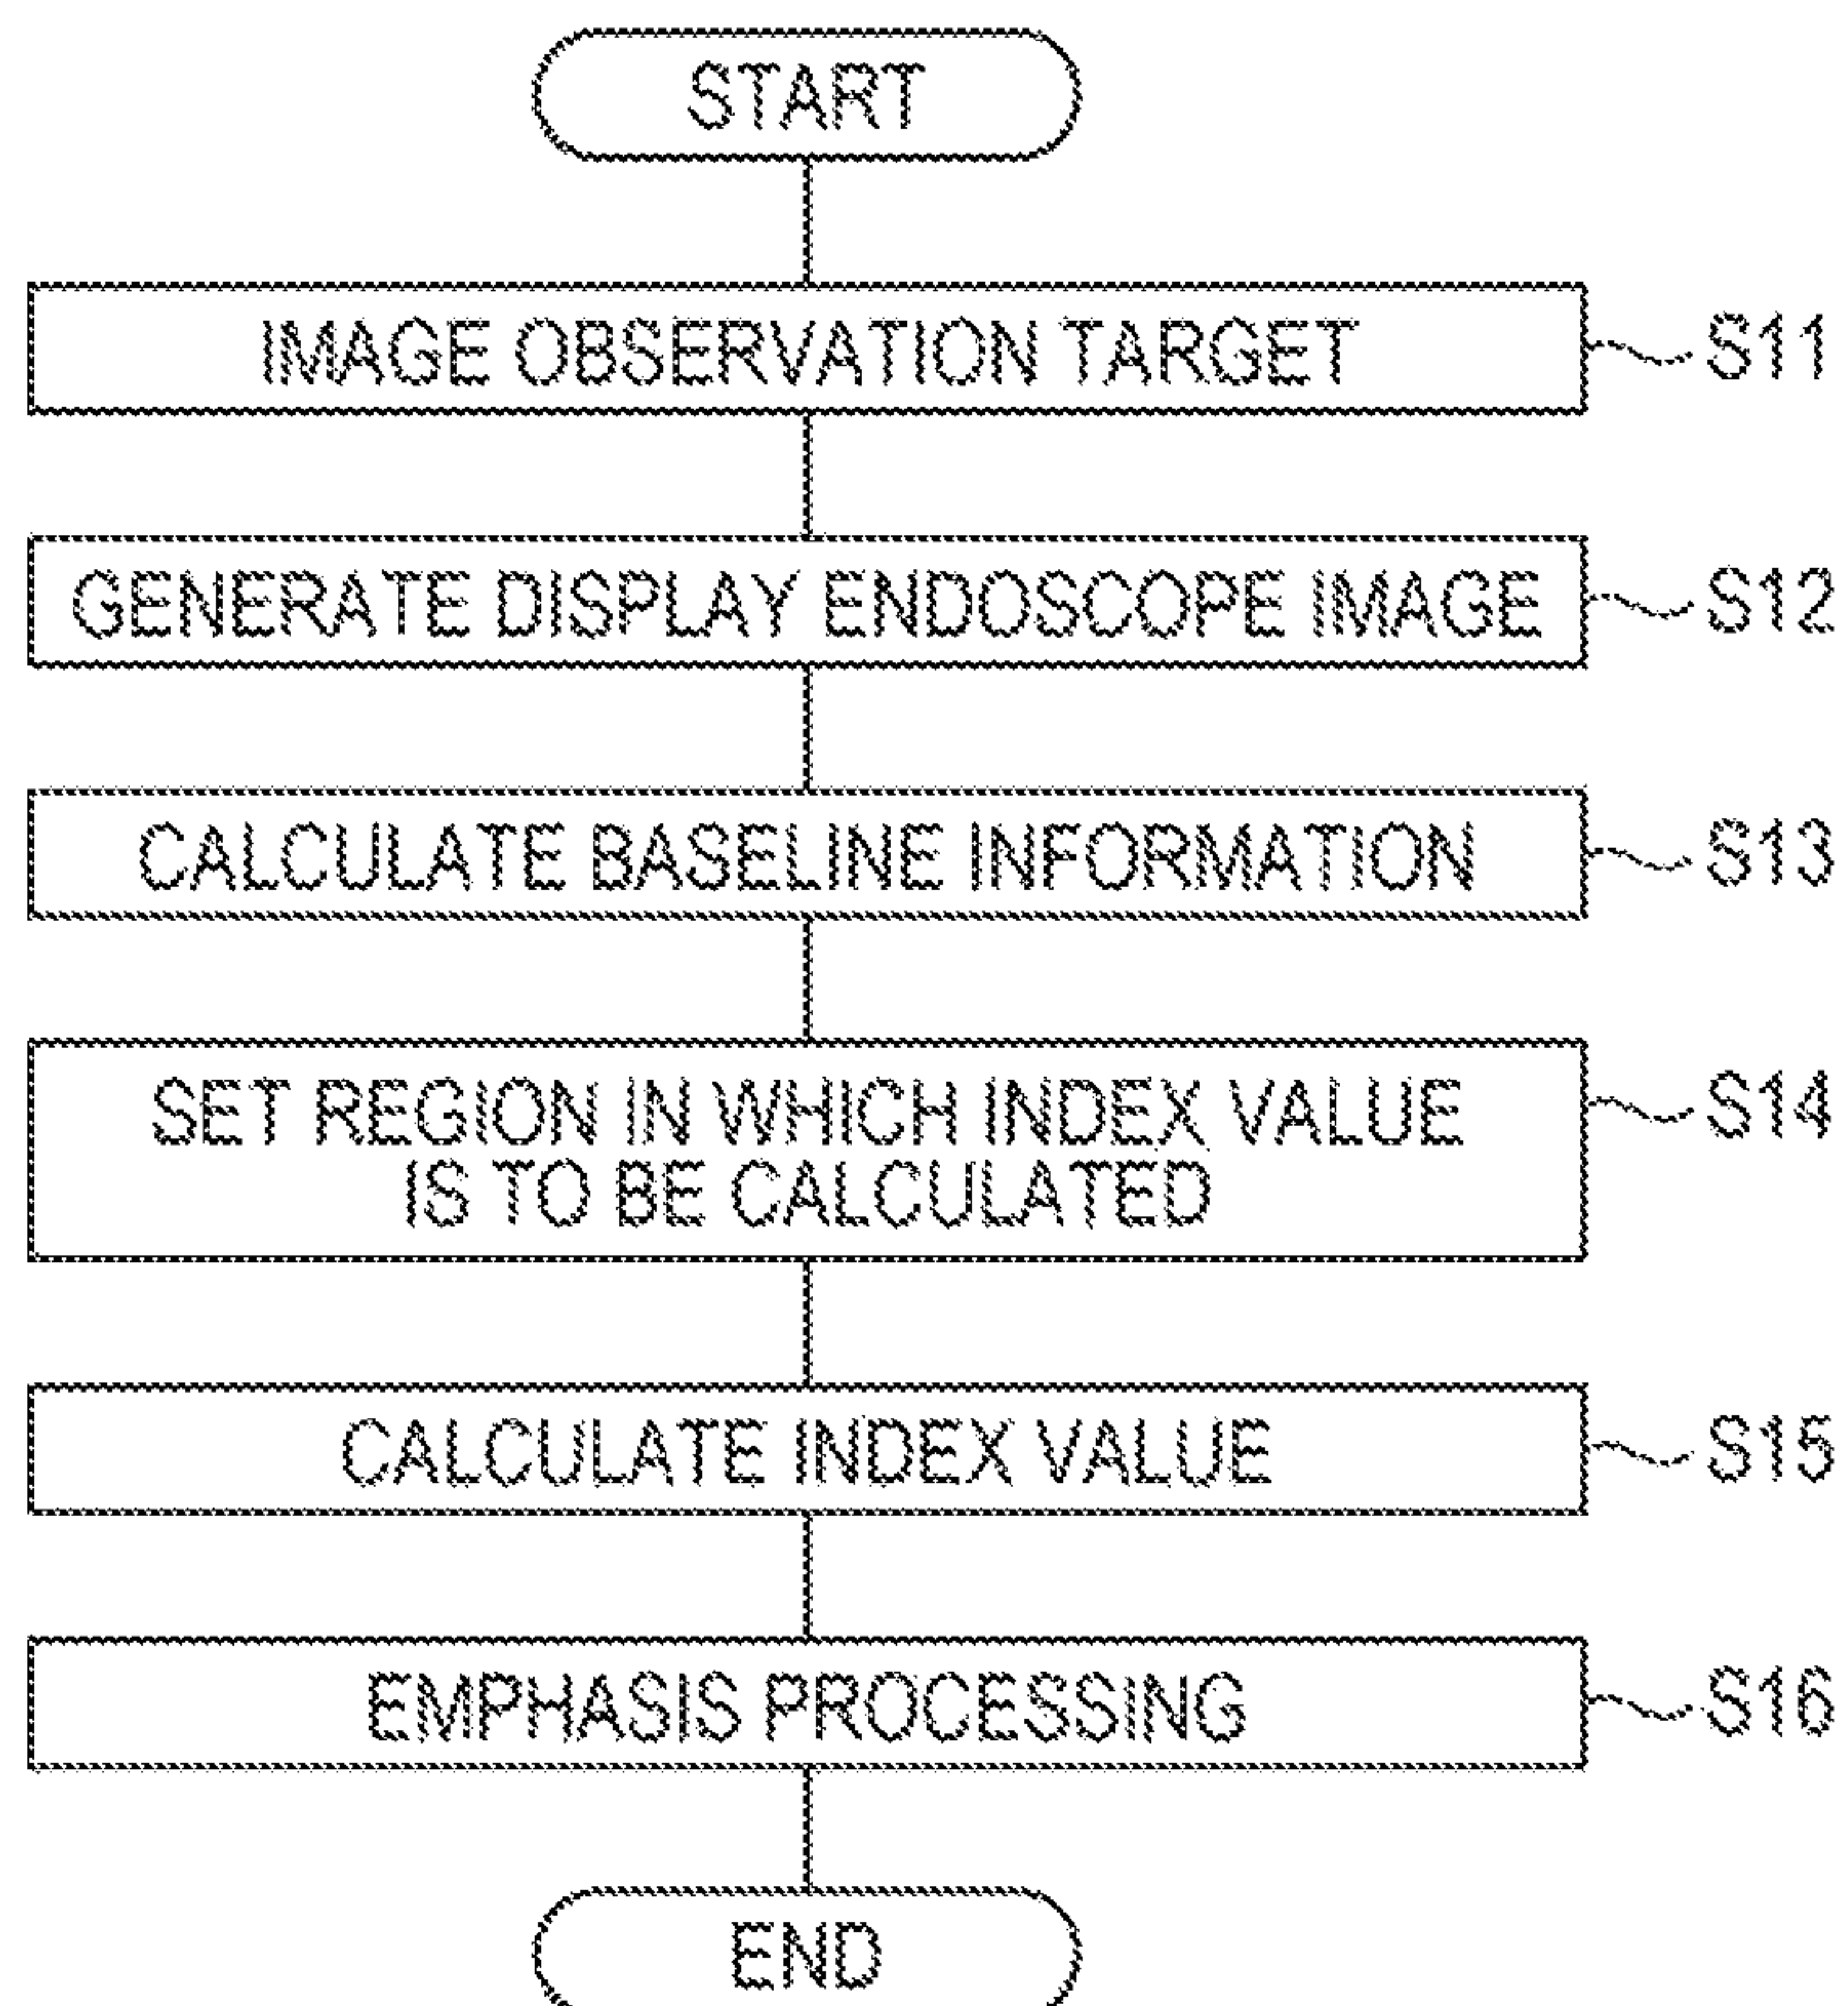 START
IMAGE OBSERVATION TARGET
S11
GENERATE DISPLAY ENDOSCOPE IMAGE
S12
CALCULATE BASELINE INFORMATION
S13
SET REGION IN WHICH INDEX VALUE
IS TO BE CALCULATED
S14
CALCULATE INDEX VALUE
S15
EMPHASIS PROCESSING
S16
END